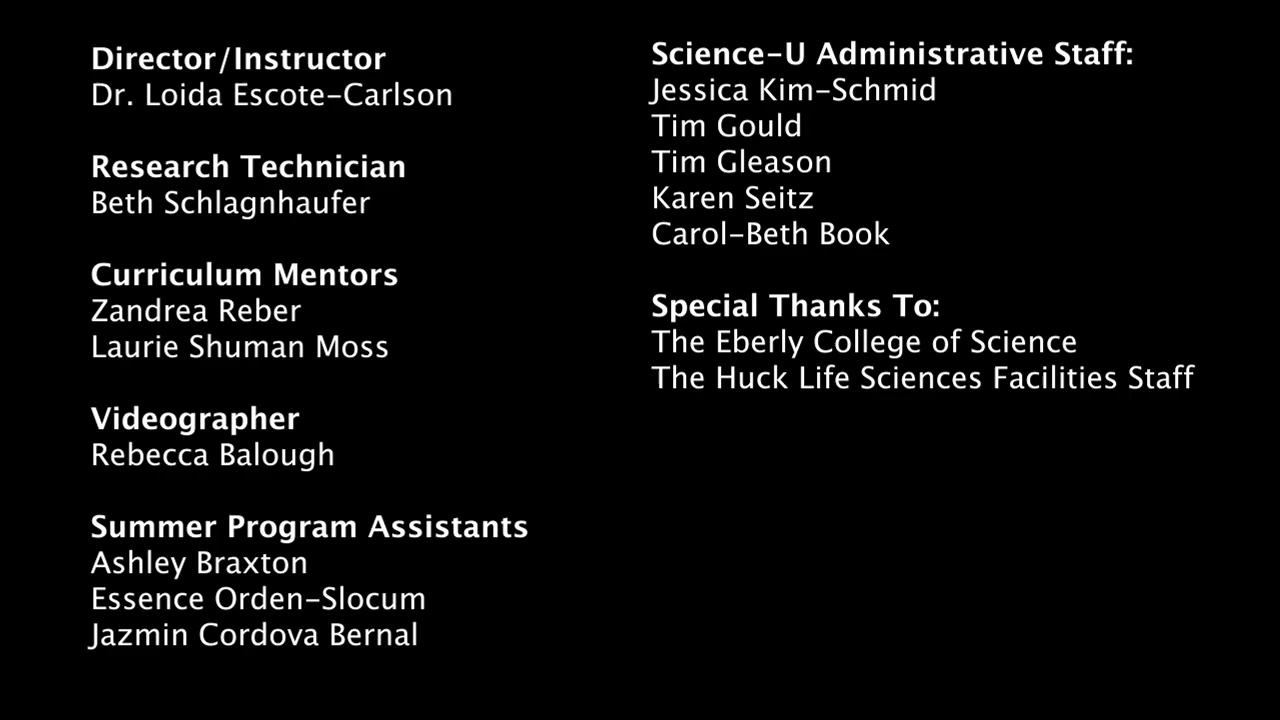 Director/Instructor
Dr. Loida Escote-Carlson
Research Technician
Beth Schlagnhaufer
Curriculum Mentors
Zandrea Reber
Laurie Shuman Moss
Videographer
Rebecca Balough
Summer Program Assistants
Ashley Braxton
Essence Orden-Slocum
Jazmin Cordova Bernal
Science-U Administrative Staff:
Jessica Kim-Schmid
Tim Gould
Tim Gleason
Karen Seitz
Carol-Beth Book
Special Thanks To:
The Eberly College of Science
The Huck Life Sciences Facilities Staff